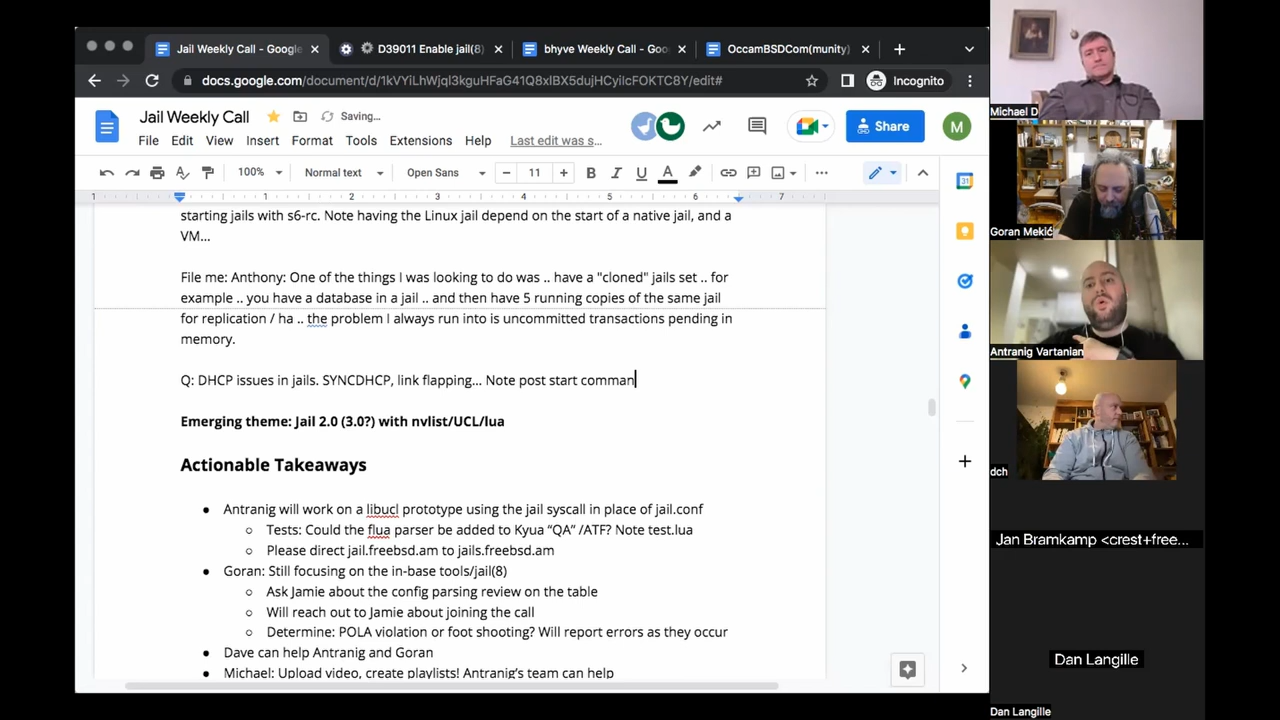 Jail Weekly Call - Google
D39011 Enable jail(8)
bhyve Weekly Call - Goo
OccamBSDCom(munity)
docs.google.com/document/d/1kVYiLhWjql3kguHFaG41Q8xIBX5dujHCyilcFOKTC8Y/edit#
Incognito
Jail Weekly Call
Saving...
File Edit View Insert Format Tools Extensions Help Last edit was s...
Share
M
100% Normal text Open Sans 11 B I U A
1 1 2 3 4 5 6 7
starting jails with s6-rc. Note having the Linux jail depend on the start of a native jail, and a
VM...
File me: Anthony: One of the things I was looking to do was .. have a "cloned" jails set .. for
example .. you have a database in a jail .. and then have 5 running copies of the same jail
for replication / ha .. the problem I always run into is uncommitted transactions pending in
memory.
Q: DHCP issues in jails. SYNCDHCP, link flapping... Note post start comman
Emerging theme: Jail 2.0 (3.0?) with nvlist/UCL/lua
Actionable Takeaways
● Antranig will work on a libucl prototype using the jail syscall in place of jail.conf
○ Tests: Could the flua parser be added to Kyua “QA” /ATF? Note test.lua
○ Please direct jail.freebsd.am to jails.freebsd.am
● Goran: Still focusing on the in-base tools/jail(8)
○ Ask Jamie about the config parsing review on the table
○ Will reach out to Jamie about joining the call
○ Determine: POLA violation or foot shooting? Will report errors as they occur
● Dave can help Antranig and Goran
● Michael: Upload video, create playlists! Antranig’s team can help
Michael D
Goran Mekić
Antranig Vartanian
dch
Jan Bramkamp <crest+free...
Dan Langille
Dan Langille